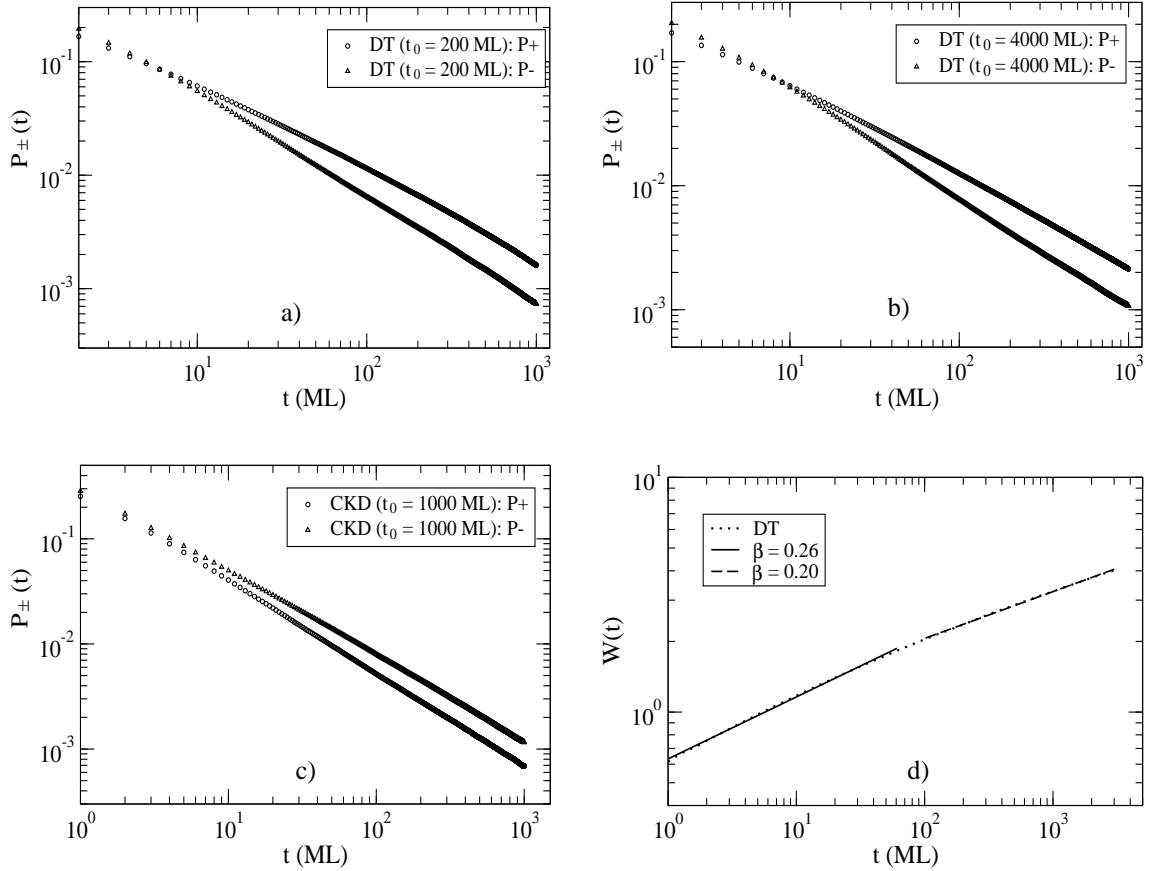 DT (t₀ = 200 ML): P+
DT (t₀ = 200 ML): P-
10⁻¹
10⁻²
10⁻³
P±(t)
a)
10¹
10²
10³
t (ML)
DT (t₀ = 4000 ML): P+
DT (t₀ = 4000 ML): P-
10⁻¹
10⁻²
10⁻³
P±(t)
b)
10¹
10²
10³
t (ML)
CKD (t₀ = 1000 ML): P+
CKD (t₀ = 1000 ML): P-
10⁻¹
10⁻²
10⁻³
P±(t)
c)
10⁰
10¹
10²
10³
t (ML)
10¹
DT
β = 0.26
β = 0.20
W(t)
10⁰
d)
10⁰
10¹
10²
10³
t (ML)